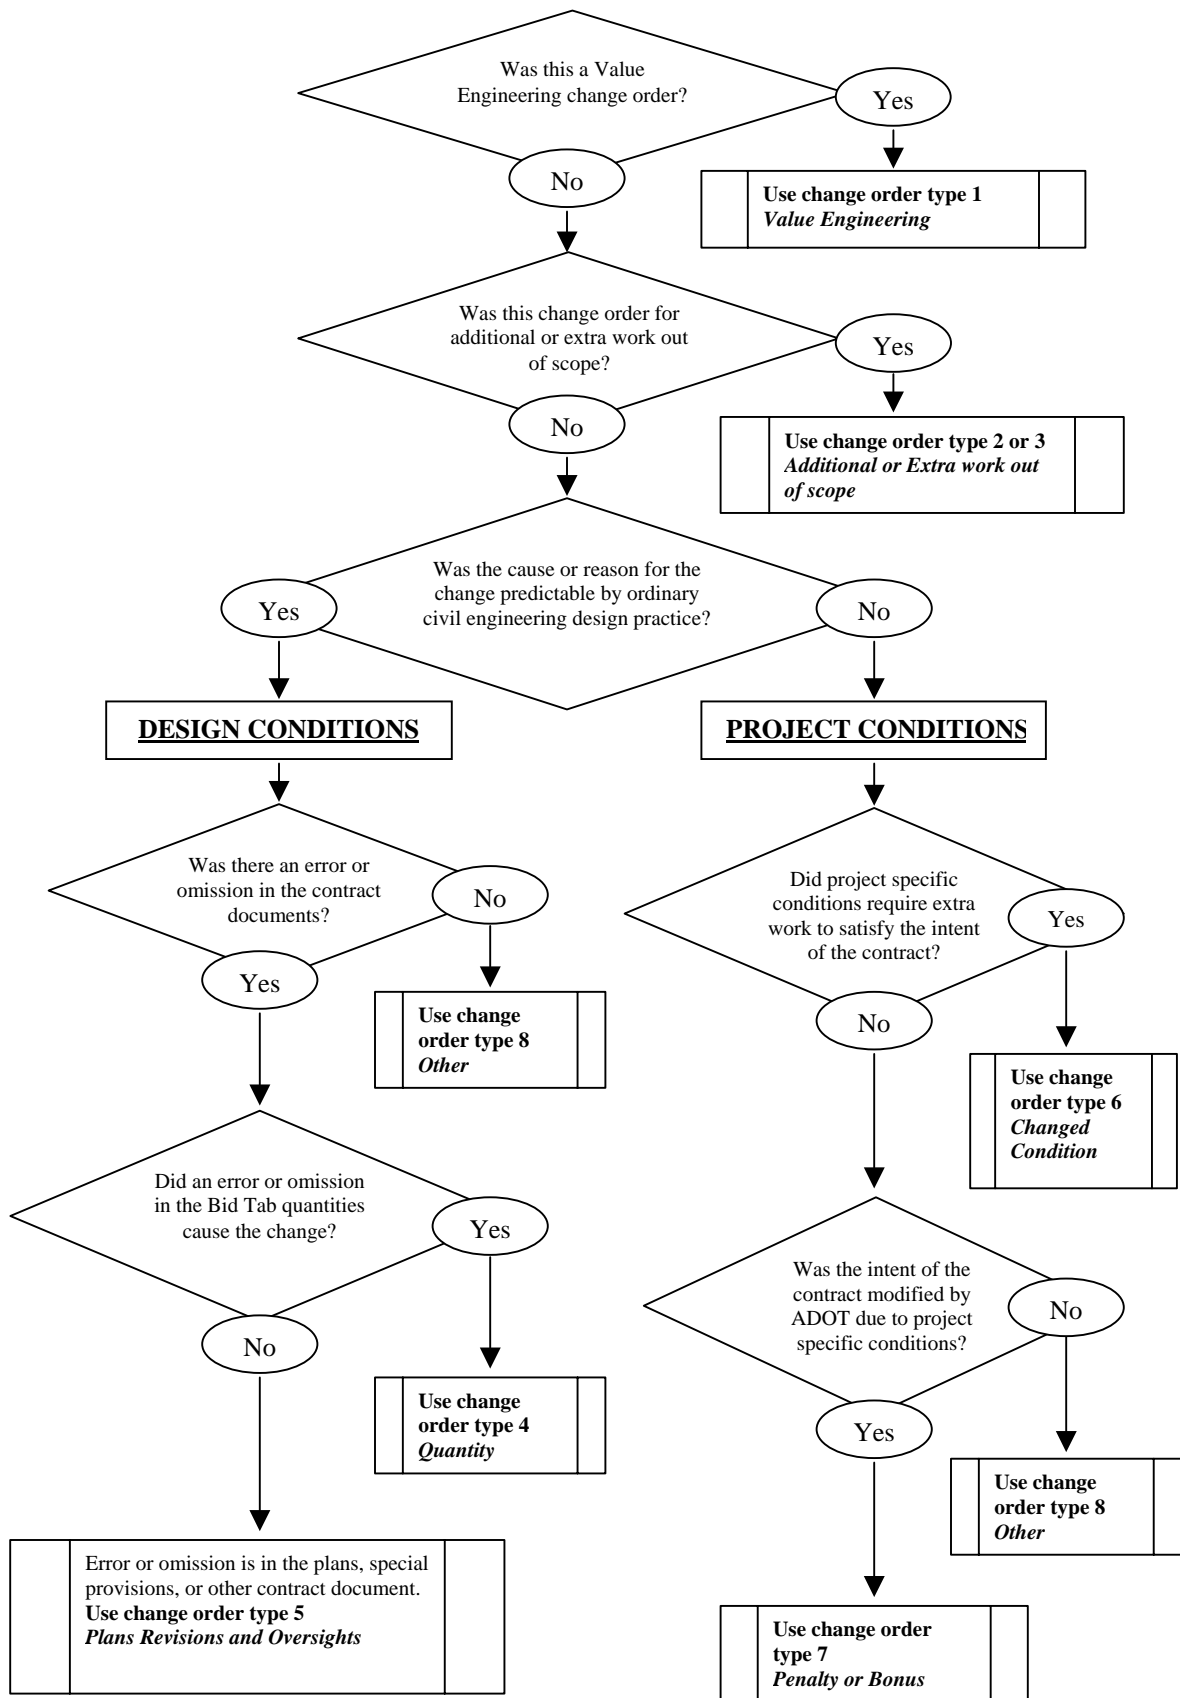 Was this a Value
Engineering change order?
Yes
No
Use change order type 1
Value Engineering
Was this change order for
additional or extra work out
of scope?
Yes
No
Use change order type 2 or 3
Additional or Extra work out
of scope
Was the cause or reason for the
change predictable by ordinary
civil engineering design practice?
Yes
No
DESIGN CONDITIONS
PROJECT CONDITIONS
Was there an error or
omission in the contract
documents?
No
Yes
Use change
order type 8
Other
Did project specific
conditions require extra
work to satisfy the intent
of the contract?
Yes
No
Use change
order type 6
Changed
Condition
Did an error or omission
in the Bid Tab quantities
cause the change?
Yes
No
Use change
order type 4
Quantity
Was the intent of the
contract modified by
ADOT due to project
specific conditions?
No
Yes
Use change
order type 8
Other
Error or omission is in the plans, special
provisions, or other contract document.
Use change order type 5
Plans Revisions and Oversights
Use change order
type 7
Penalty or Bonus